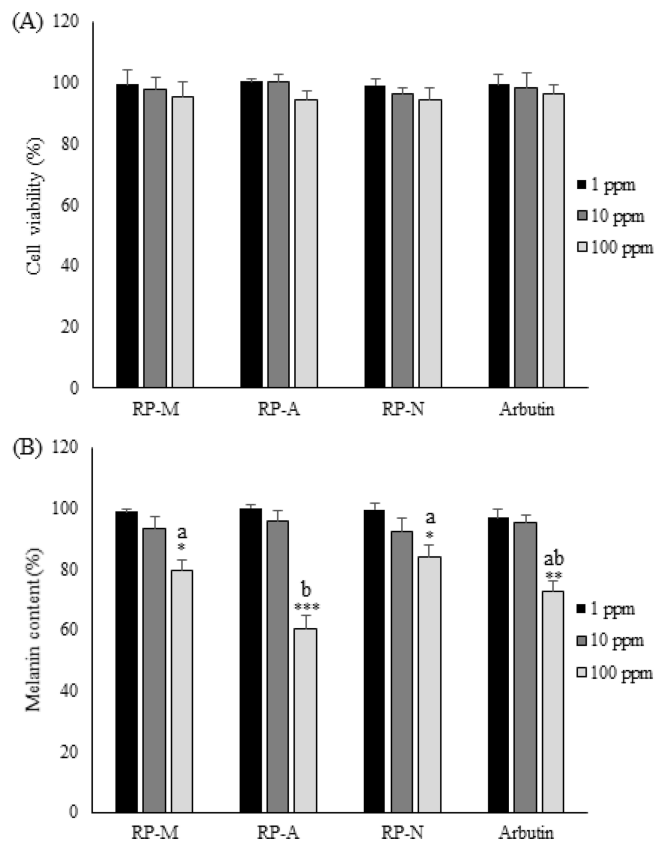 (A)
120
100
80
60
40
20
0
Cell viability (%)
RP-M RP-A RP-N Arbutin
1 ppm
10 ppm
100 ppm
(B)
120
100
80
60
40
20
0
Melanin content (%)
a
*
b
***
a
*
ab
**
RP-M RP-A RP-N Arbutin
1 ppm
10 ppm
100 ppm